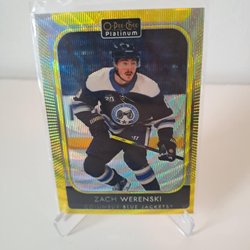 O-Pee-Chee
Platinum
ZACH WERENSKI
COLUMBUS BLUE JACKETS